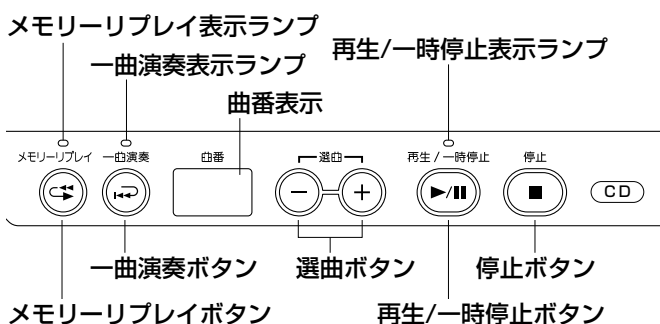 メモリーリプレイ表示ランプ
一曲演奏表示ランプ
再生/一時停止表示ランプ
曲番表示
メモリーリプレイ 一曲演奏 曲番 選曲 再生/一時停止 停止
CD
一曲演奏ボタン 選曲ボタン 停止ボタン
メモリーリプレイボタン 再生/一時停止ボタン